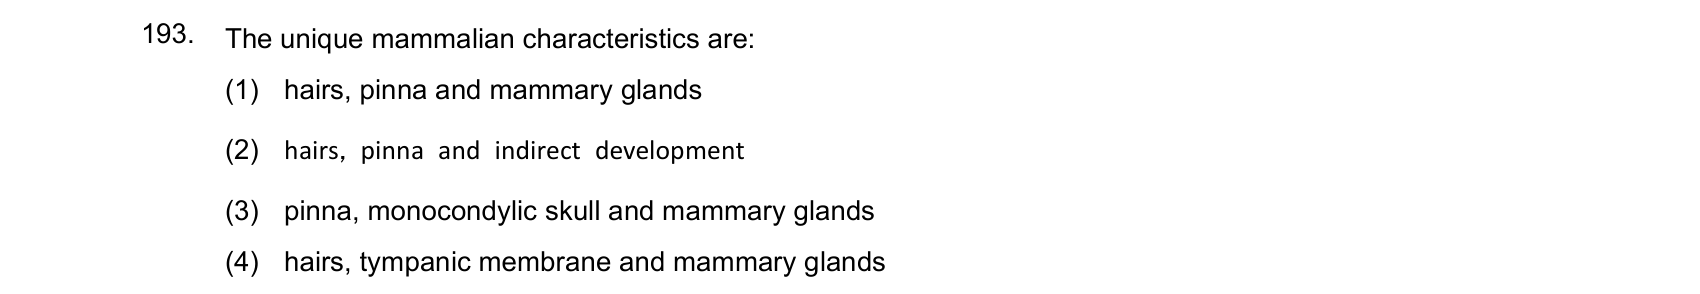 193. The unique mammalian characteristics are:
(1) hairs, pinna and mammary glands
(2) hairs, pinna and indirect development
(3) pinna, monocondylic skull and mammary glands
(4) hairs, tympanic membrane and mammary glands